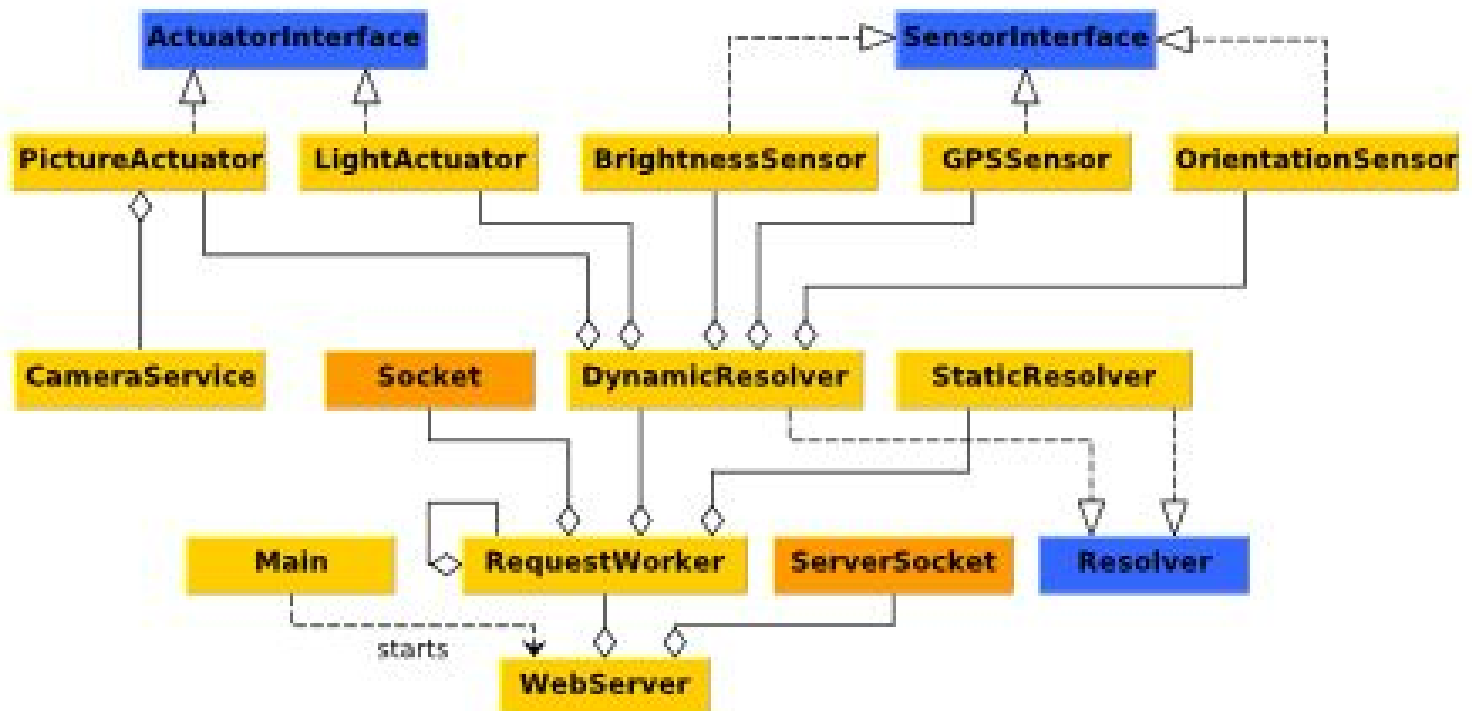 ActuatorInterface
SensorInterface
PictureActuator
LightActuator
BrightnessSensor
GPSSensor
OrientationSensor
CameraService
Socket
DynamicResolver
StaticResolver
Main
RequestWorker
ServerSocket
Resolver
starts
WebServer